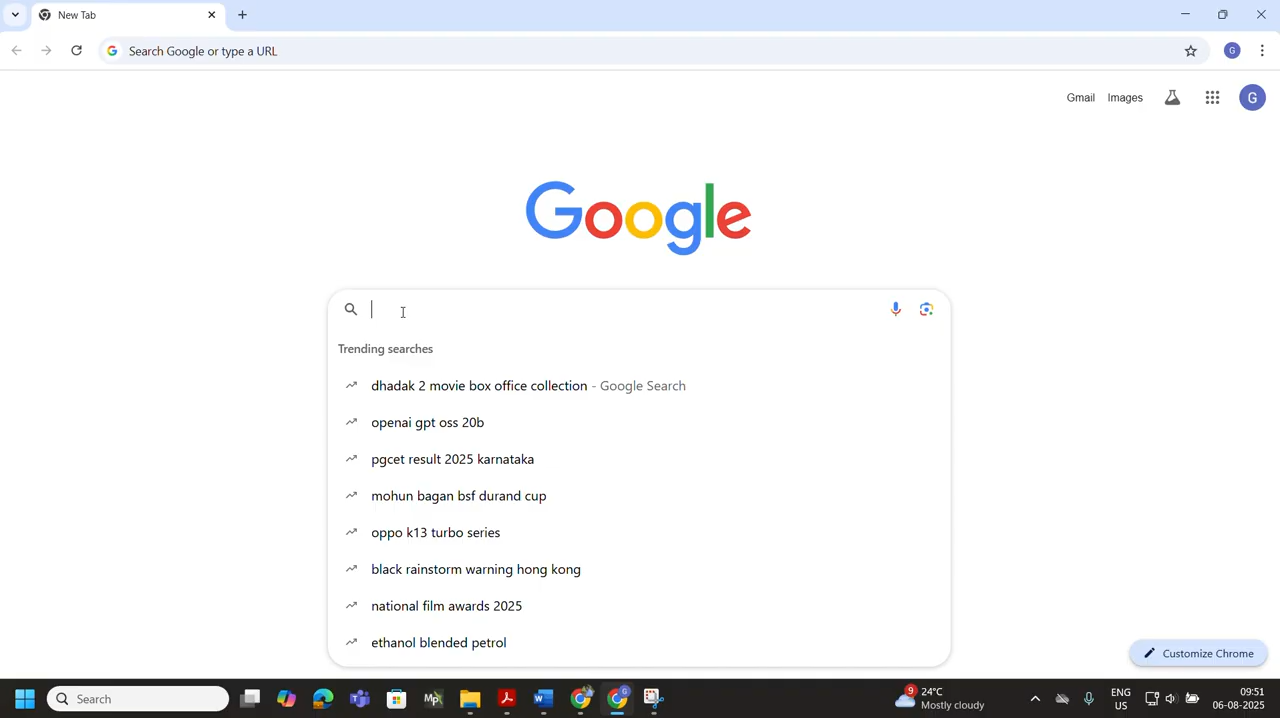 New Tab
Search Google or type a URL
G
Gmail Images G
Google
Trending searches
dhadak 2 movie box office collection - Google Search
openai gpt oss 20b
pgcet result 2025 karnataka
mohun bagan bsf durand cup
oppo k13 turbo series
black rainstorm warning hong kong
national film awards 2025
ethanol blended petrol
Customize Chrome
Search
9 24°C
Mostly cloudy
ENG
US
09:51
06-08-2025